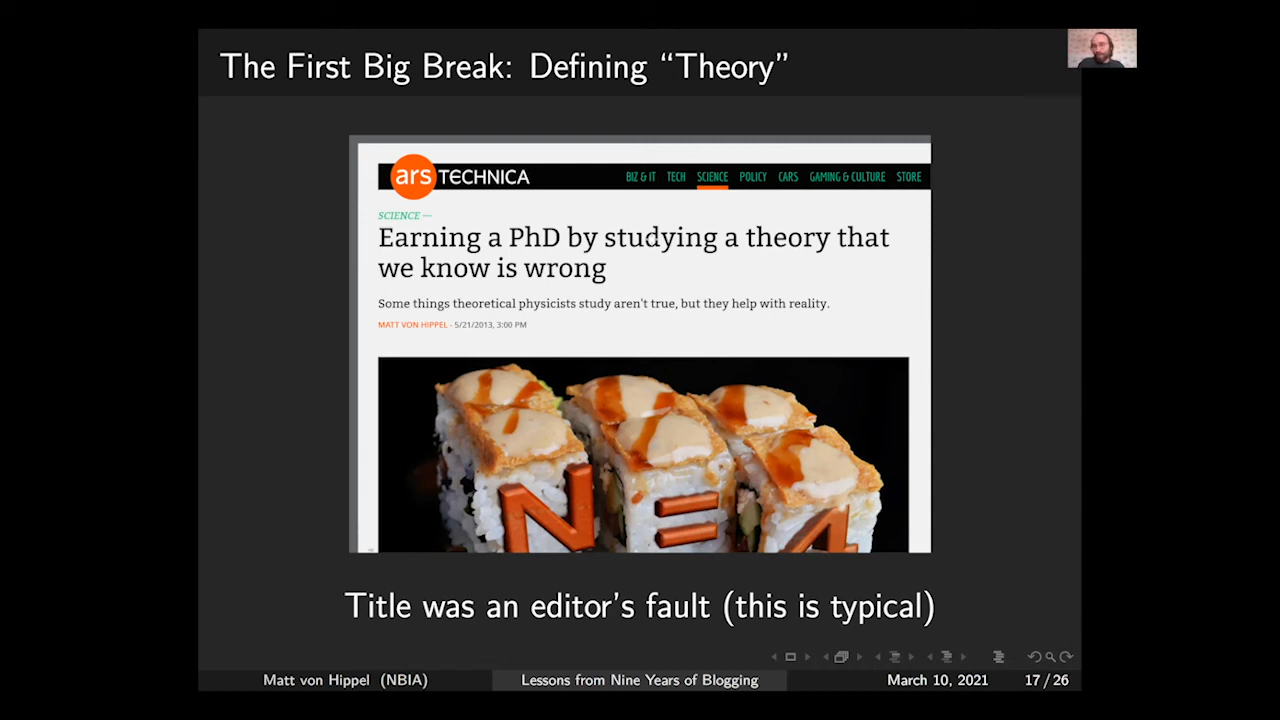 The First Big Break: Defining “Theory”
ars TECHNICA
BIZ & IT TECH SCIENCE POLICY CARS GAMING & CULTURE STORE
SCIENCE —
Earning a PhD by studying a theory that
we know is wrong
Some things theoretical physicists study aren't true, but they help with reality.
MATT VON HIPPEL - 5/21/2013, 3:00 PM
N = 4
Title was an editor’s fault (this is typical)
Matt von Hippel (NBIA) Lessons from Nine Years of Blogging March 10, 2021 17 / 26